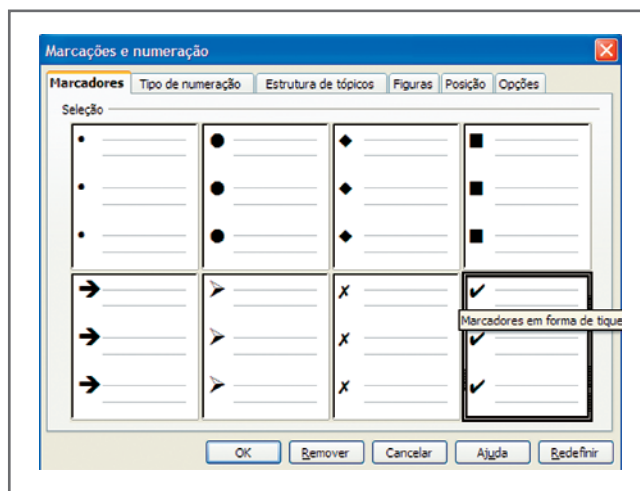 Marcações e numeração
Marcadores Tipo de numeração Estrutura de tópicos Figuras Posição Opções
Seleção
Marcadores em forma de tique
OK Remover Cancelar Ajuda Redefinir